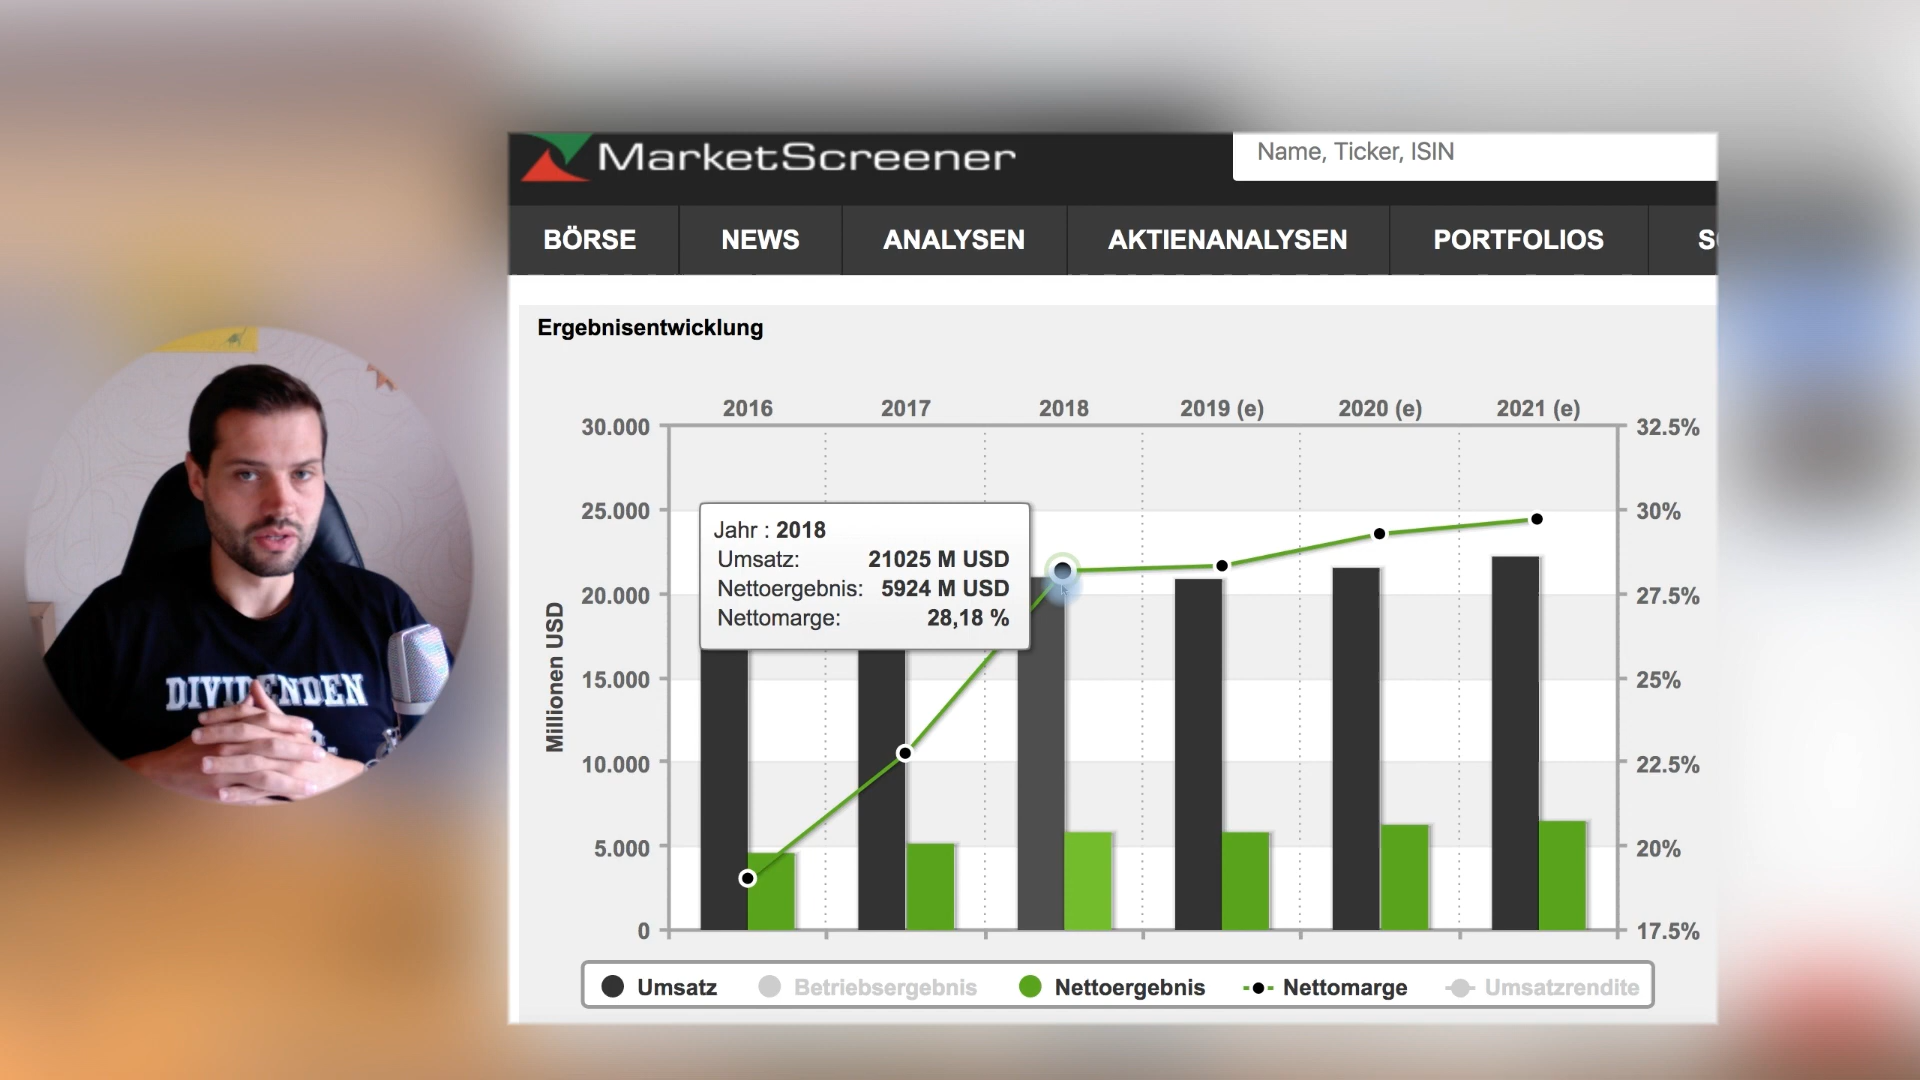 MarketScreener
Name, Ticker, ISIN
BÖRSE NEWS ANALYSEN AKTIENANALYSEN PORTFOLIOS
Ergebnisentwicklung
2016 2017 2018 2019 (e) 2020 (e) 2021 (e)
30.000 32.5%
25.000 30%
20.000 27.5%
15.000 25%
10.000 22.5%
5.000 20%
0 17.5%
Millionen USD
Jahr : 2018
Umsatz: 21025 M USD
Nettoergebnis: 5924 M USD
Nettomarge: 28,18 %
Umsatz Betriebsergebnis Nettoergebnis Nettomarge Umsatzrendite
DIVIDENDEN